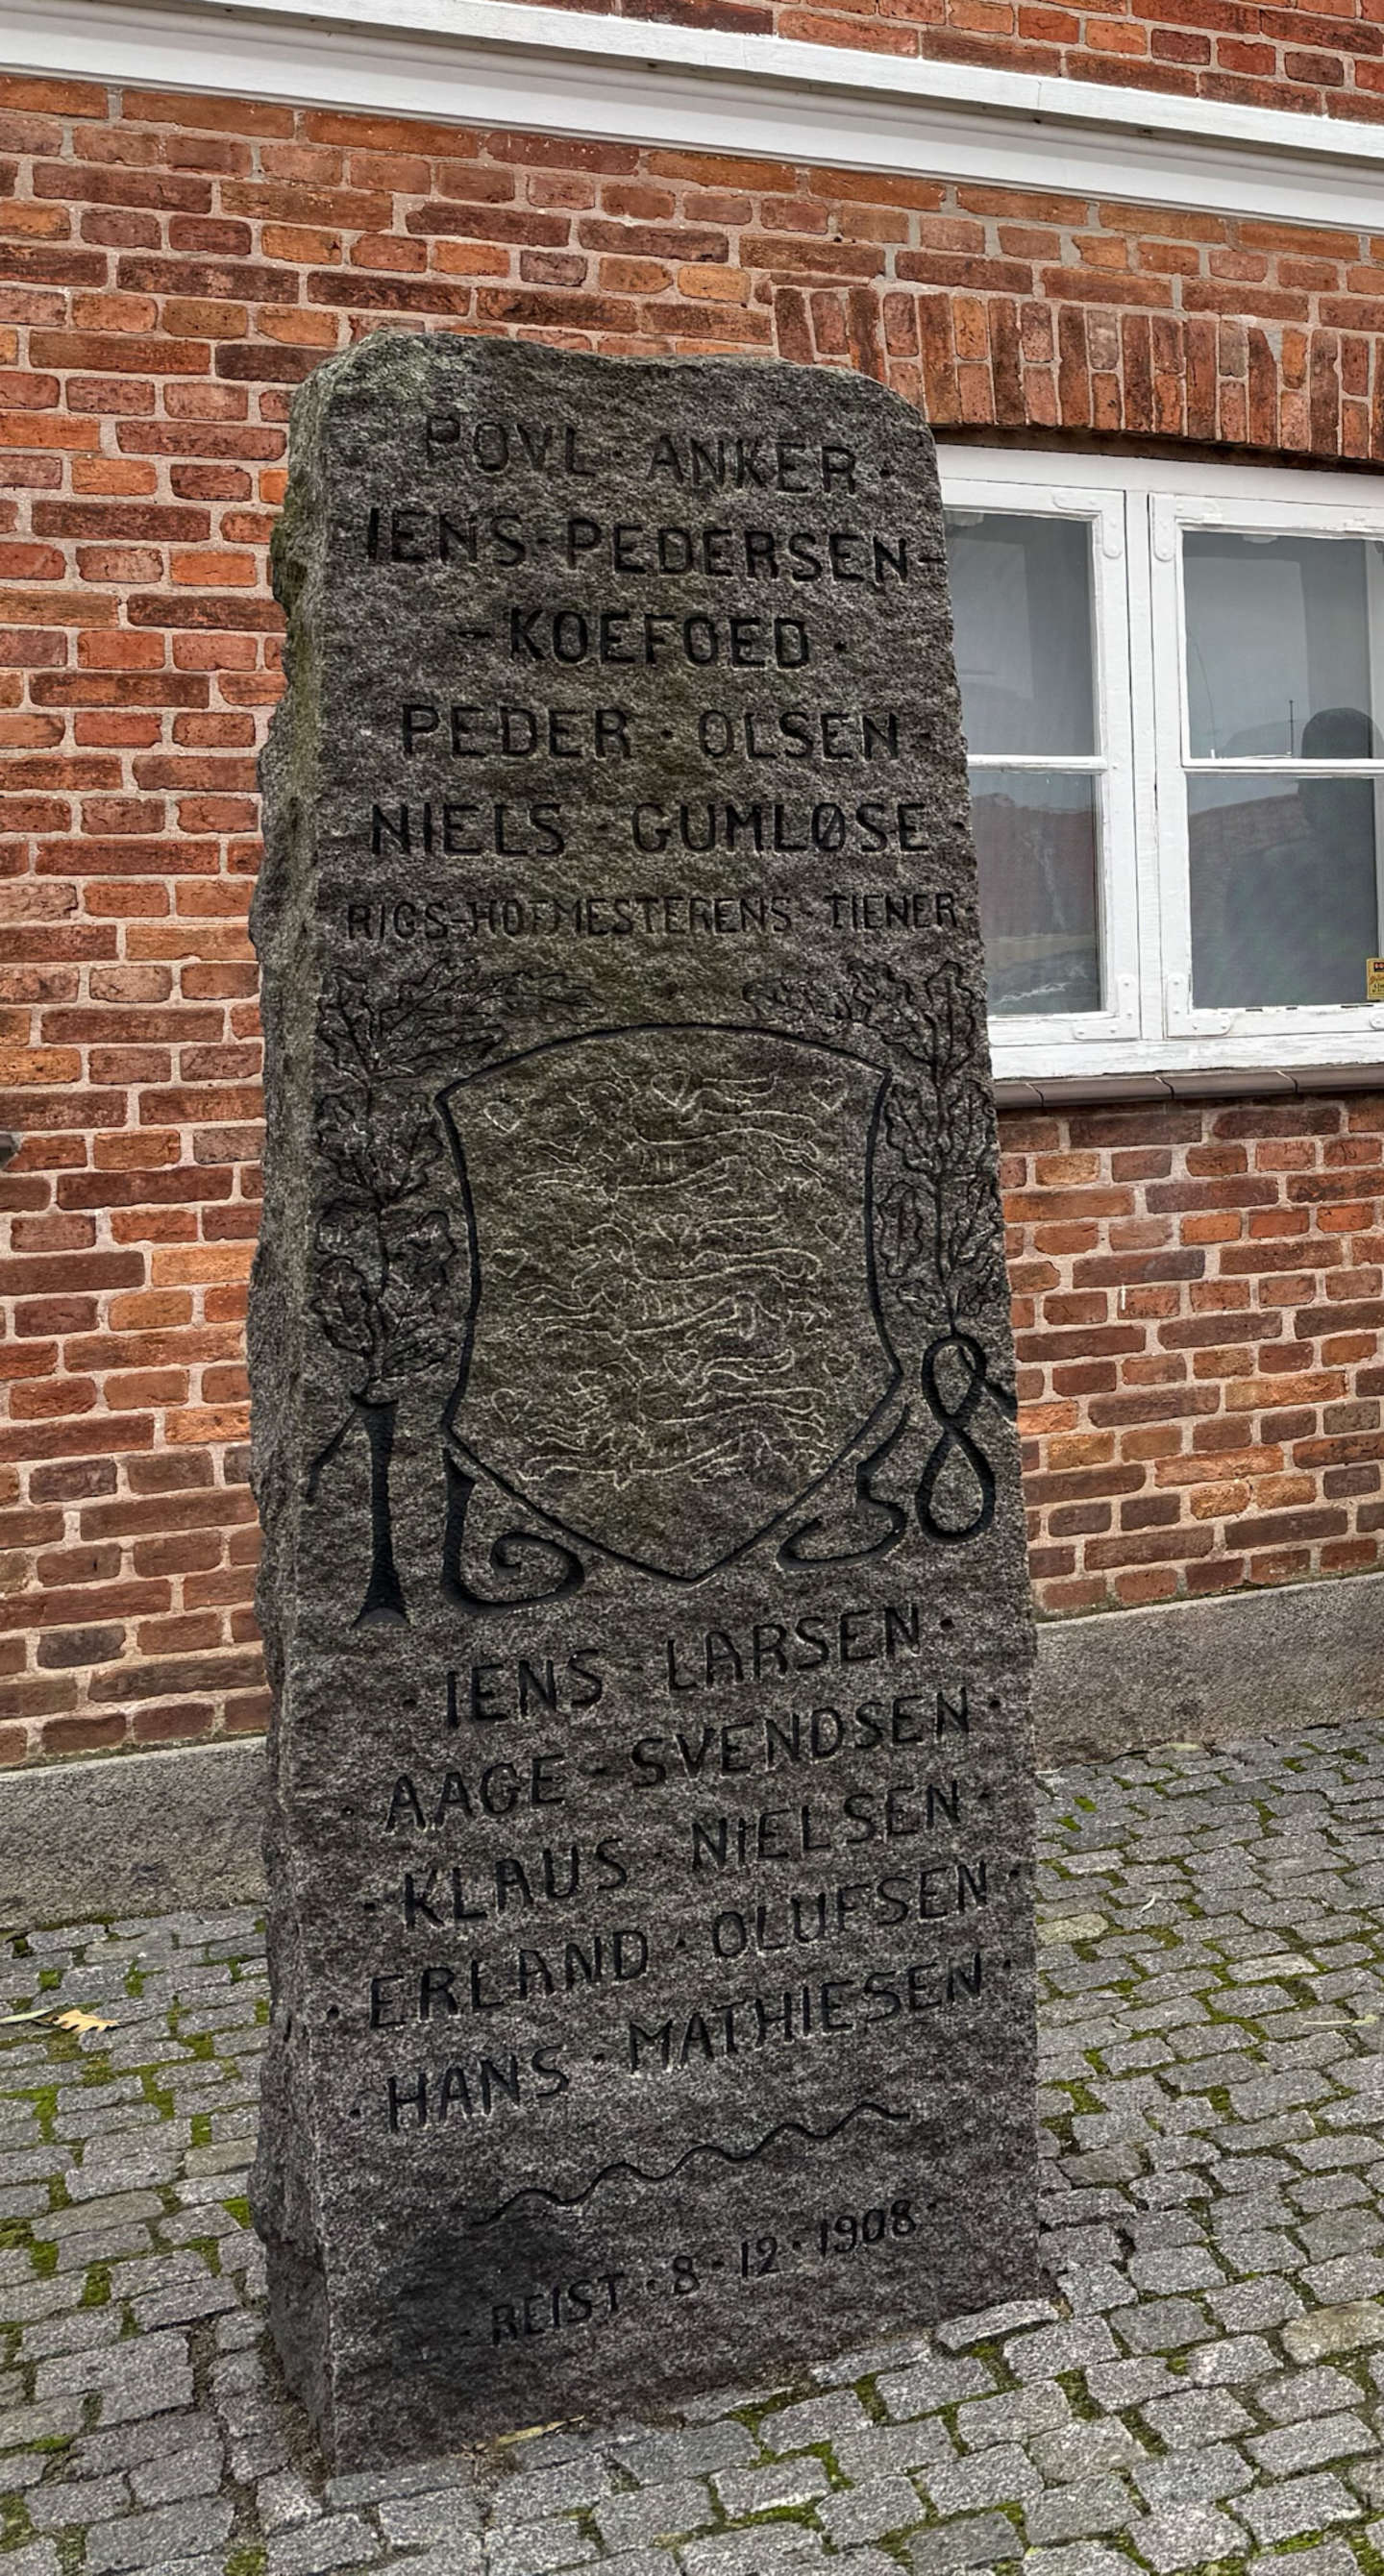 POVL · ANKER ·
IENS · PEDERSEN -
- KOEFOED ·
PEDER · OLSEN ·
NIELS · GUMLØSE ·
RIGS-HOFMESTERENS · TIENER ·
1658
· IENS · LARSEN ·
· AAGE · SVENDSEN ·
· KLAUS · NIELSEN ·
· ERLAND · OLUFSEN ·
· HANS · MATHIESEN ·
· REIST · 8 · 12 · 1908 ·